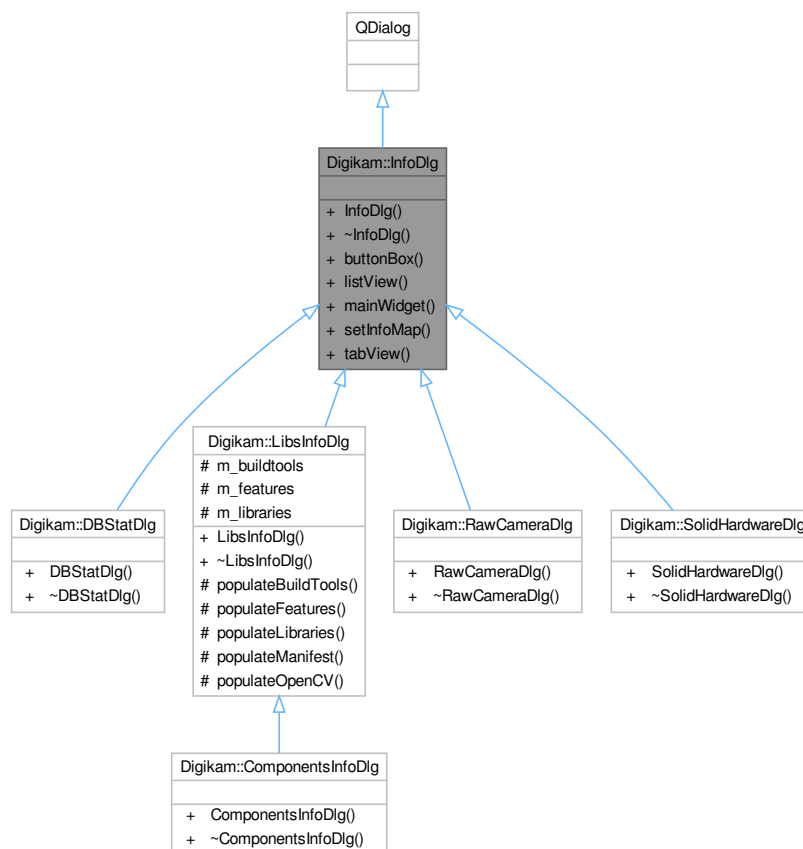 QDialog
Digikam::InfoDlg
+ InfoDlg()
+ ~InfoDlg()
+ buttonBox()
+ listView()
+ mainWidget()
+ setInfoMap()
+ tabView()
Digikam::LibsInfoDlg
# m_buildtools
# m_features
# m_libraries
+ LibsInfoDlg()
+ ~LibsInfoDlg()
# populateBuildTools()
# populateFeatures()
# populateLibraries()
# populateManifest()
# populateOpenCV()
Digikam::DBStatDlg
+ DBStatDlg()
+ ~DBStatDlg()
Digikam::RawCameraDlg
+ RawCameraDlg()
+ ~RawCameraDlg()
Digikam::SolidHardwareDlg
+ SolidHardwareDlg()
+ ~SolidHardwareDlg()
Digikam::ComponentsInfoDlg
+ ComponentsInfoDlg()
+ ~ComponentsInfoDlg()